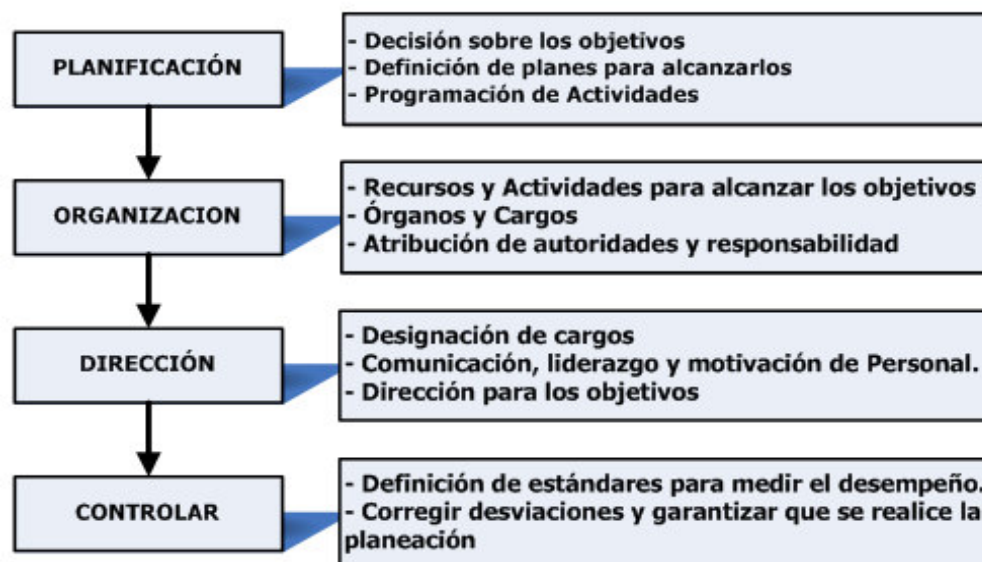 PLANIFICACIÓN
- Decisión sobre los objetivos
- Definición de planes para alcanzarlos
- Programación de Actividades
ORGANIZACION
- Recursos y Actividades para alcanzar los objetivos
- Órganos y Cargos
- Atribución de autoridades y responsabilidad
DIRECCIÓN
- Designación de cargos
- Comunicación, liderazgo y motivación de Personal.
- Dirección para los objetivos
CONTROLAR
- Definición de estándares para medir el desempeño.
- Corregir desviaciones y garantizar que se realice la
planeación